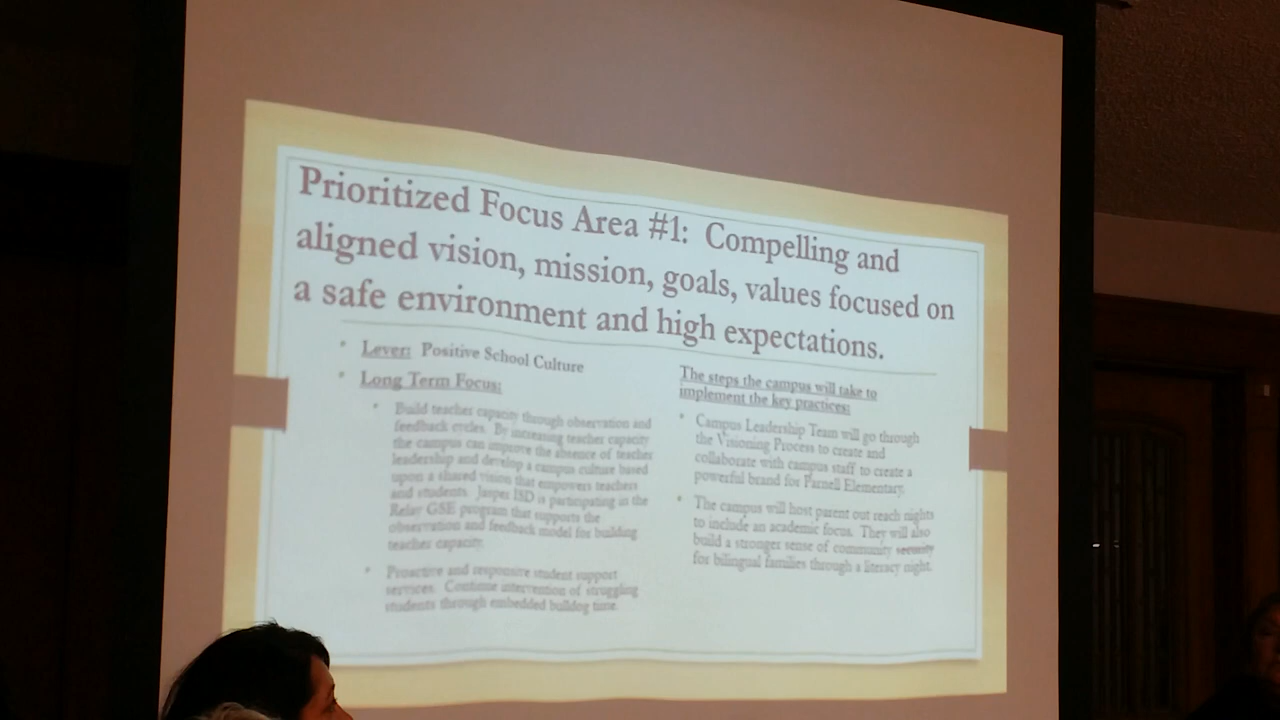 Prioritized Focus Area #1: Compelling and
aligned vision, mission, goals, values focused on
a safe environment and high expectations.
• Lever: Positive School Culture
• Long Term Focus:
• Build teacher capacity through observation and
feedback cycles. By increasing teacher capacity
the campus can improve the absence of teacher
leadership and develop a campus culture based
upon a shared vision that empowers teachers
and students. Jasper ISD is participating in the
Relay GSE program that supports the
observation and feedback model for building
teacher capacity.
• Proactive and responsive student support
services. Continue intervention of struggling
students through embedded bulldog time.
The steps the campus will take to
implement the key practices:
• Campus Leadership Team will go through
the Visioning Process to create and
collaborate with campus staff to create a
powerful brand for Parnell Elementary.
• The campus will host parent out reach nights
to include an academic focus. They will also
build a stronger sense of community security
for bilingual families through a literacy night.